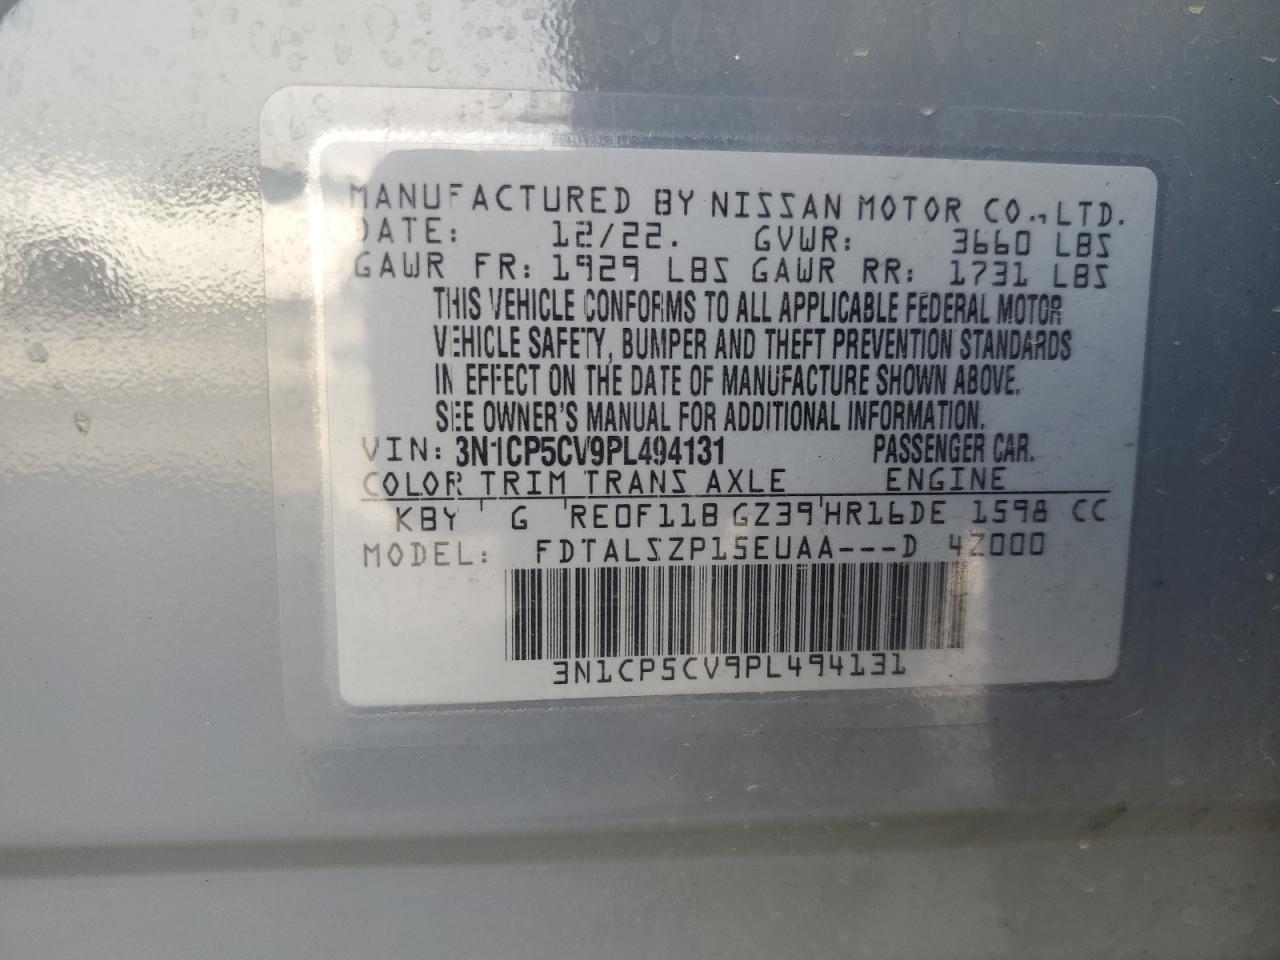 MANUFACTURED BY NISSAN MOTOR CO., LTD.
DATE: 12/22. GVWR: 3660 LBS
GAWR FR: 1929 LBS GAWR RR: 1731 LBS
THIS VEHICLE CONFORMS TO ALL APPLICABLE FEDERAL MOTOR
VEHICLE SAFETY, BUMPER AND THEFT PREVENTION STANDARDS
IN EFFECT ON THE DATE OF MANUFACTURE SHOWN ABOVE.
SEE OWNER'S MANUAL FOR ADDITIONAL INFORMATION.
VIN: 3N1CP5CV9PL494131 PASSENGER CAR.
COLOR TRIM TRANS AXLE ENGINE
KBY G RE0F11B GZ39 HR16DE 1598 CC
MODEL: FDTALSZP15EUAA---D 4Z000
3N1CP5CV9PL494131